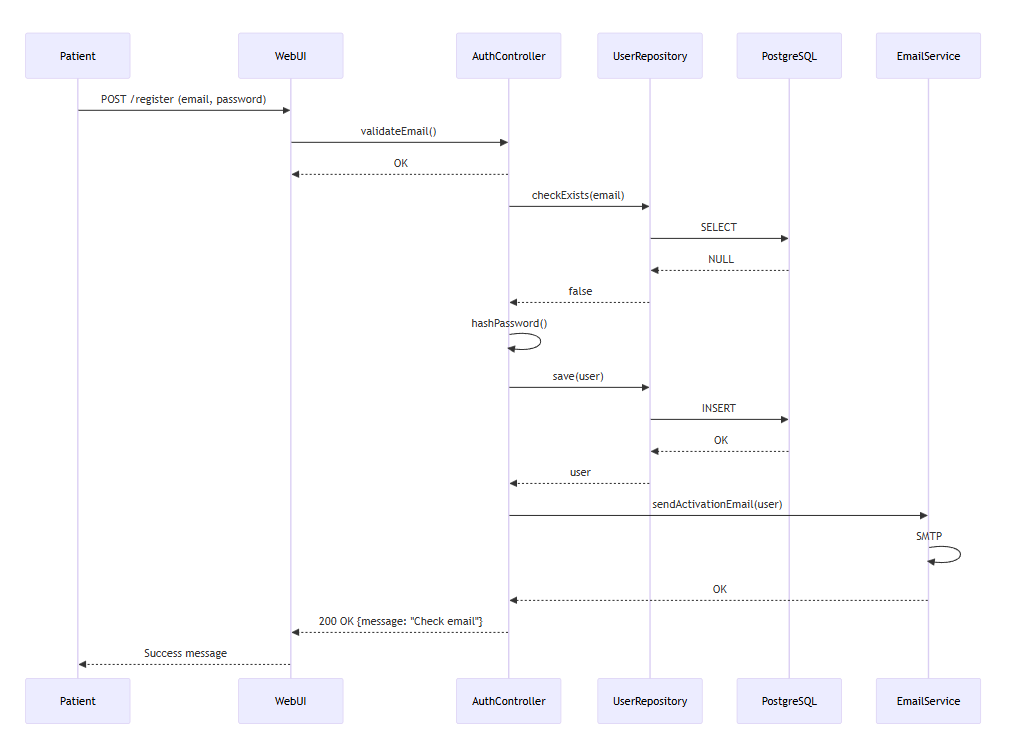 Patient
WebUI
AuthController
UserRepository
PostgreSQL
EmailService
POST /register (email, password)
validateEmail()
OK
checkExists(email)
SELECT
NULL
false
hashPassword()
save(user)
INSERT
OK
user
sendActivationEmail(user)
SMTP
OK
200 OK {message: "Check email"}
Success message
Patient
WebUI
AuthController
UserRepository
PostgreSQL
EmailService